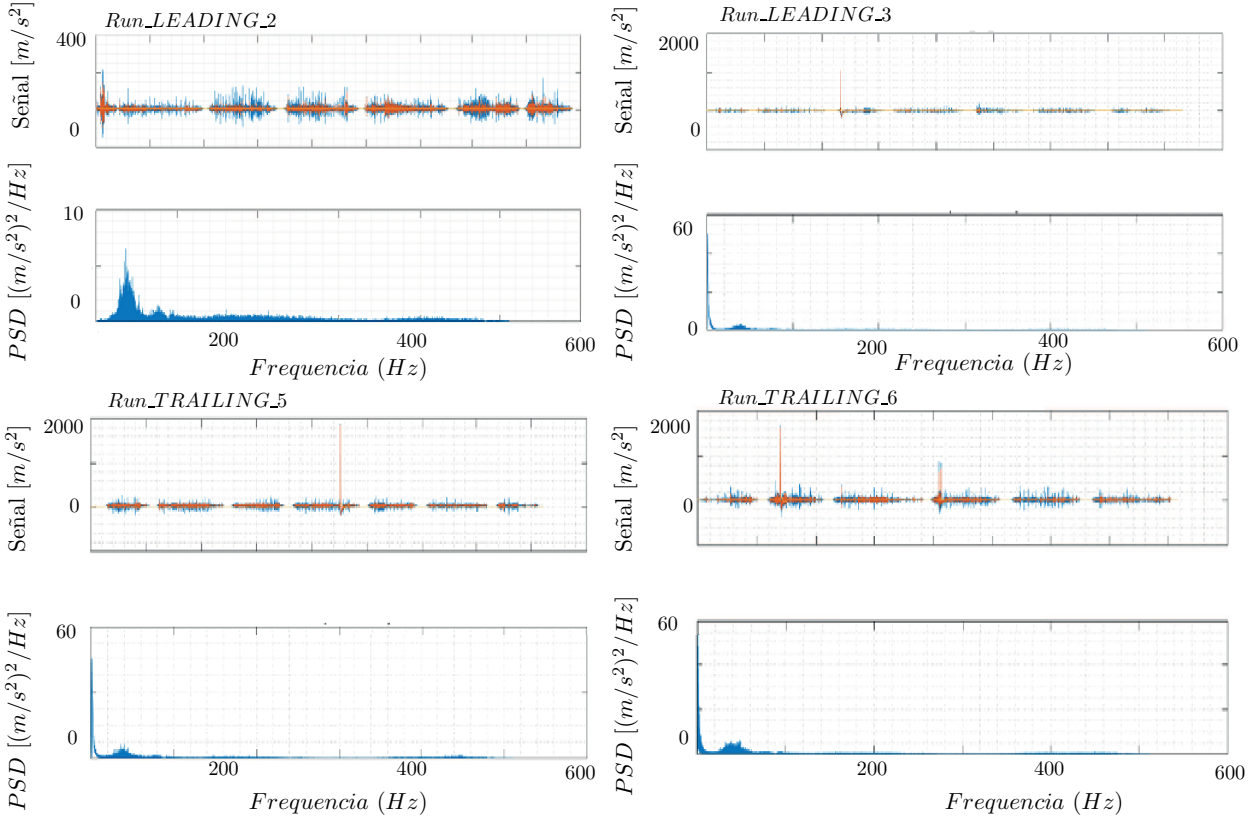 Run_LEADING_2
400
0
Señal [m/s²]
10
0
PSD [(m/s²)²/Hz]
200
400
600
Frequencia (Hz)
Run_LEADING_3
2000
0
Señal [m/s²]
60
0
PSD [(m/s²)²/Hz]
200
400
600
Frequencia (Hz)
Run_TRAILING_5
2000
0
Señal [m/s²]
60
0
PSD [(m/s²)²/Hz]
200
400
600
Frequencia (Hz)
Run_TRAILING_6
2000
0
Señal [m/s²]
60
0
PSD [(m/s²)²/Hz]
200
400
600
Frequencia (Hz)